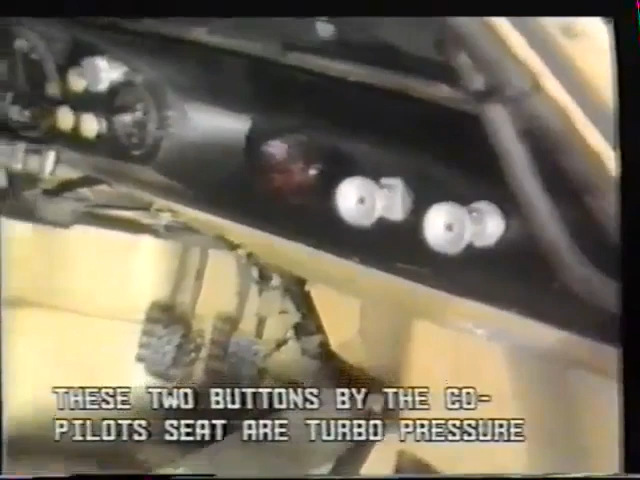 THESE TWO BUTTONS BY THE CO-
PILOTS SEAT ARE TURBO PRESSURE